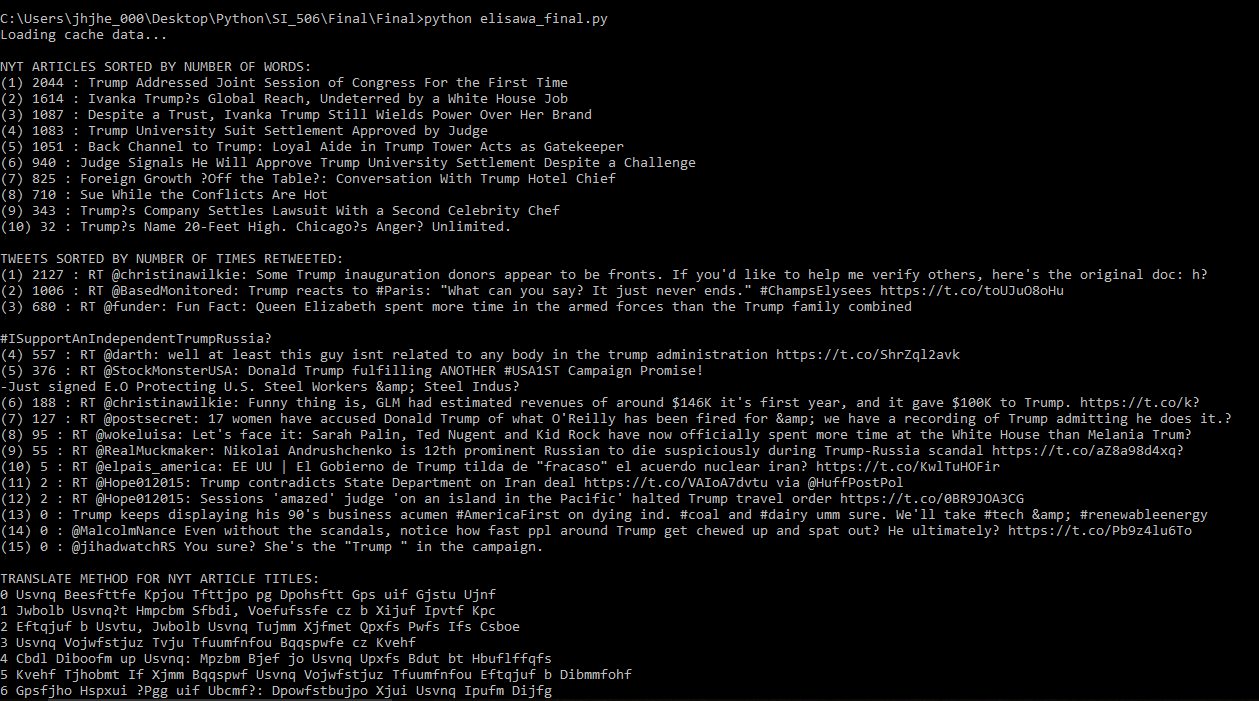 C:\Users\jhjhe_000\Desktop\Python\SI_506\Final\Final>python elisawa_final.py
Loading cache data...
NYT ARTICLES SORTED BY NUMBER OF WORDS:
(1) 2044 : Trump Addressed Joint Session of Congress For the First Time
(2) 1614 : Ivanka Trump?s Global Reach, Undeterred by a White House Job
(3) 1087 : Despite a Trust, Ivanka Trump Still Wields Power Over Her Brand
(4) 1083 : Trump University Suit Settlement Approved by Judge
(5) 1051 : Back Channel to Trump: Loyal Aide in Trump Tower Acts as Gatekeeper
(6) 940 : Judge Signals He Will Approve Trump University Settlement Despite a Challenge
(7) 825 : Foreign Growth ?Off the Table?: Conversation With Trump Hotel Chief
(8) 710 : Sue While the Conflicts Are Hot
(9) 343 : Trump?s Company Settles Lawsuit With a Second Celebrity Chef
(10) 32 : Trump?s Name 20-Feet High. Chicago?s Anger? Unlimited.
TWEETS SORTED BY NUMBER OF TIMES RETWEETED:
(1) 2127 : RT @christinawilkie: Some Trump inauguration donors appear to be fronts. If you'd like to help me verify others, here's the original doc: h?
(2) 1006 : RT @BasedMonitored: Trump reacts to #Paris: "What can you say? It just never ends." #ChampsElysees https://t.co/toUJuO8oHu
(3) 680 : RT @funder: Fun Fact: Queen Elizabeth spent more time in the armed forces than the Trump family combined
#ISupportAnIndependentTrumpRussia?
(4) 557 : RT @darth: well at least this guy isnt related to any body in the trump administration https://t.co/ShrZql2avk
(5) 376 : RT @StockMonsterUSA: Donald Trump fulfilling ANOTHER #USA1ST Campaign Promise!
-Just signed E.O Protecting U.S. Steel Workers &amp; Steel Indus?
(6) 188 : RT @christinawilkie: Funny thing is, GLM had estimated revenues of around $146K it's first year, and it gave $100K to Trump. https://t.co/k?
(7) 127 : RT @postsecret: 17 women have accused Donald Trump of what O'Reilly has been fired for &amp; we have a recording of Trump admitting he does it.?
(8) 95 : RT @wokeluisa: Let's face it: Sarah Palin, Ted Nugent and Kid Rock have now officially spent more time at the White House than Melania Trum?
(9) 55 : RT @RealMuckmaker: Nikolai Andrushchenko is 12th prominent Russian to die suspiciously during Trump-Russia scandal https://t.co/aZ8a98d4xq?
(10) 5 : RT @elpais_america: EE UU | El Gobierno de Trump tilda de "fracaso" el acuerdo nuclear iran? https://t.co/KwlTuHOFir
(11) 2 : RT @Hope012015: Trump contradicts State Department on Iran deal https://t.co/VAIoA7dvtu via @HuffPostPol
(12) 2 : RT @Hope012015: Sessions 'amazed' judge 'on an island in the Pacific' halted Trump travel order https://t.co/0BR9JOA3CG
(13) 0 : Trump keeps displaying his 90's business acumen #AmericaFirst on dying ind. #coal and #dairy umm sure. We'll take #tech &amp; #renewableenergy
(14) 0 : @MalcolmNance Even without the scandals, notice how fast ppl around Trump get chewed up and spat out? He ultimately? https://t.co/Pb9z4lu6To
(15) 0 : @jihadwatchRS You sure? She's the "Trump " in the campaign.
TRANSLATE METHOD FOR NYT ARTICLE TITLES:
0 Usvnq Beesfttfe Kpjou Tfttjpo pg Dpohsftt Gps uif Gjstu Ujnf
1 Jwbolb Usvnq?t Hmpcbm Sfbdi, Voefufssfe cz b Xijuf Ipvtf Kpc
2 Eftqjuf b Usvtu, Jwbolb Usvnq Tujmm Xjfmet Qpxfs Pwfs Ifs Csboe
3 Usvnq Vojwfstjuz Tvju Tfuumfnfou Bqqspwfe cz Kvehf
4 Cbdl Diboofm up Usvnq: Mpzbm Bjef jo Usvnq Upxfs Bdut bt Hbuflffqfs
5 Kvehf Tjhobmt If Xjmm Bqqspwf Usvnq Vojwfstjuz Tfuumfnfou Eftqjuf b Dibmmfohf
6 Gpsfjho Hspxui ?Pgg uif Ubcmf?: Dpowfstbujpo Xjui Usvnq Ipufm Dijfg